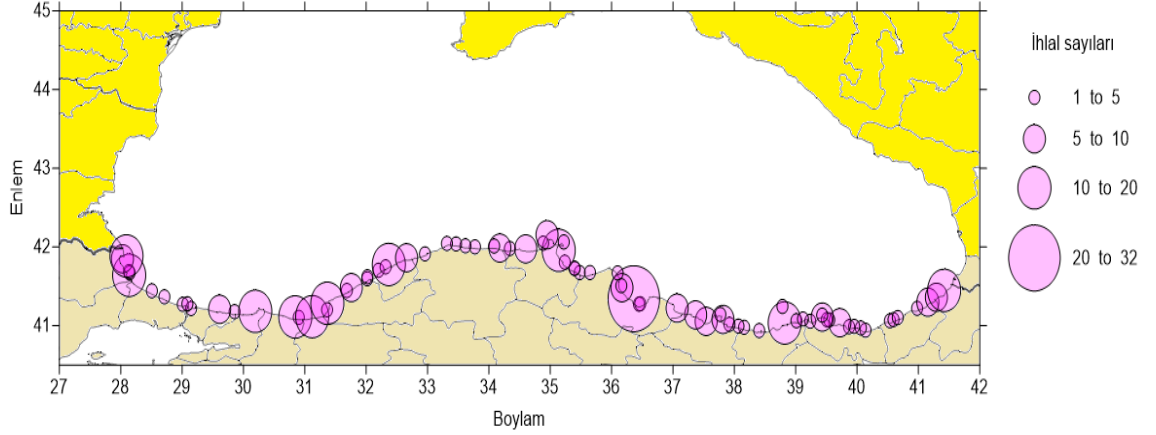 45
44
43
42
41
Enlem
27 28 29 30 31 32 33 34 35 36 37 38 39 40 41 42
Boylam
İhlal sayıları
1 to 5
5 to 10
10 to 20
20 to 32